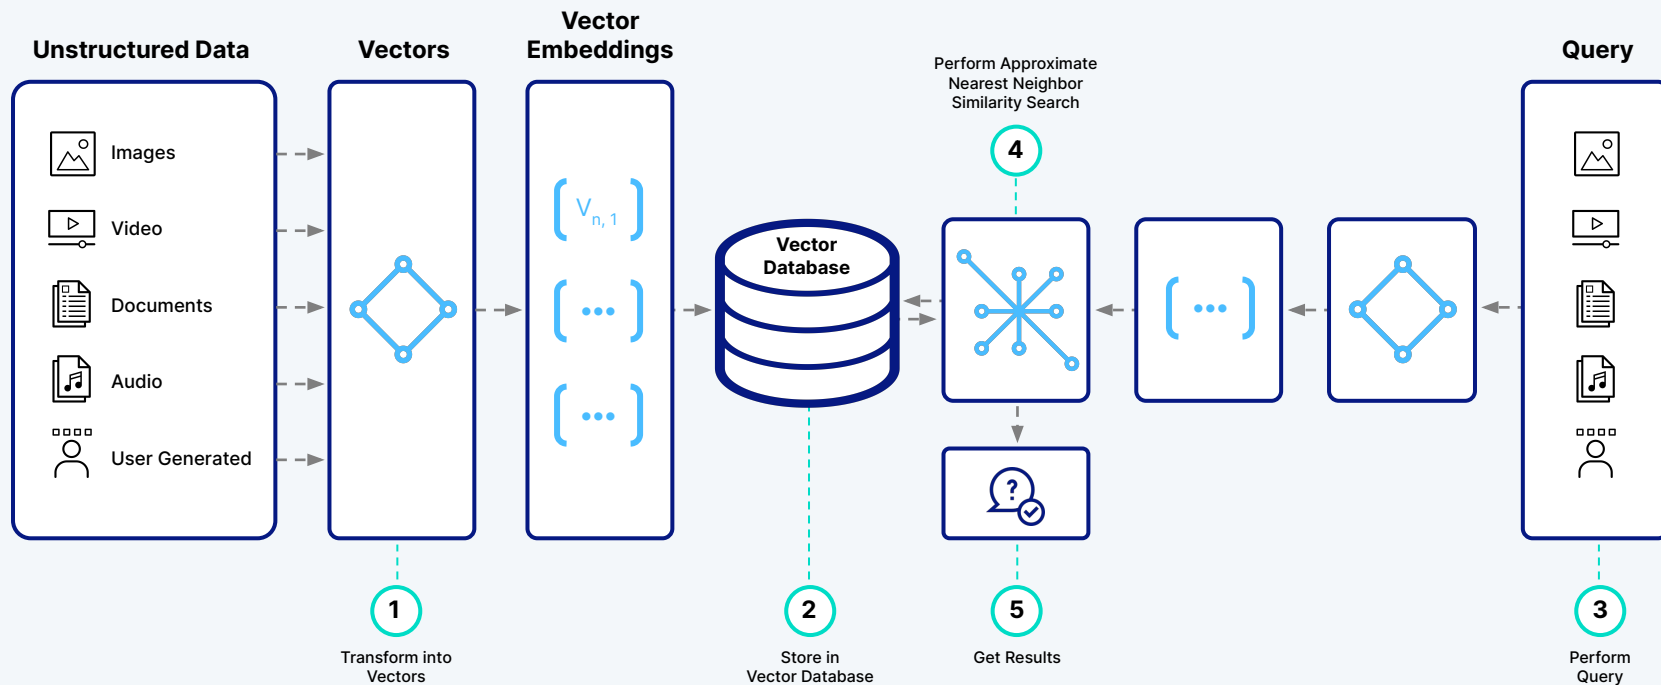 Unstructured Data
Vectors
Vector
Embeddings
Query
Images
Video
Documents
Audio
User Generated
V n, 1
Vector
Database
Perform Approximate
Nearest Neighbor
Similarity Search
4
?
1
Transform into
Vectors
2
Store in
Vector Database
5
Get Results
3
Perform
Query